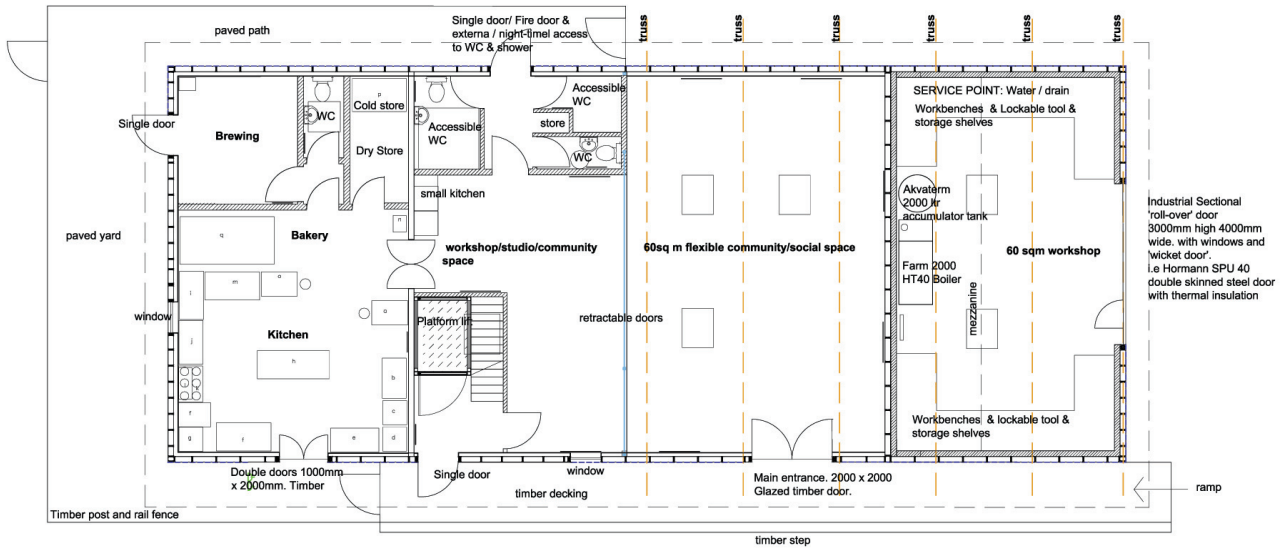 paved path
Single door/ Fire door &
externa / night-timel access
to WC & shower
truss
truss
truss
truss
truss
truss
Single door
Brewing
WC
Cold store
Dry Store
Accessible
WC
Accessible
WC
store
WC
SERVICE POINT: Water / drain
Workbenches & Lockable tool &
storage shelves
small kitchen
Akvaterm
2000 ltr
accumulator tank
paved yard
Bakery
workshop/studio/community
space
60sq m flexible community/social space
60 sqm workshop
Farm 2000
HT40 Boiler
Industrial Sectional
'roll-over' door
3000mm high 4000mm
wide. with windows and
'wicket door'.
i.e Hormann SPU 40
double skinned steel door
with thermal insulation
window
Kitchen
Platform lift
retractable doors
mezzanine
p
n
q
m
o
o
l
j
k
h
b
c
d
r
g
f
e
Workbenches & lockable tool &
storage shelves
Double doors 1000mm
x 2000mm. Timber
Single door
window
timber decking
Main entrance. 2000 x 2000
Glazed timber door.
ramp
Timber post and rail fence
timber step